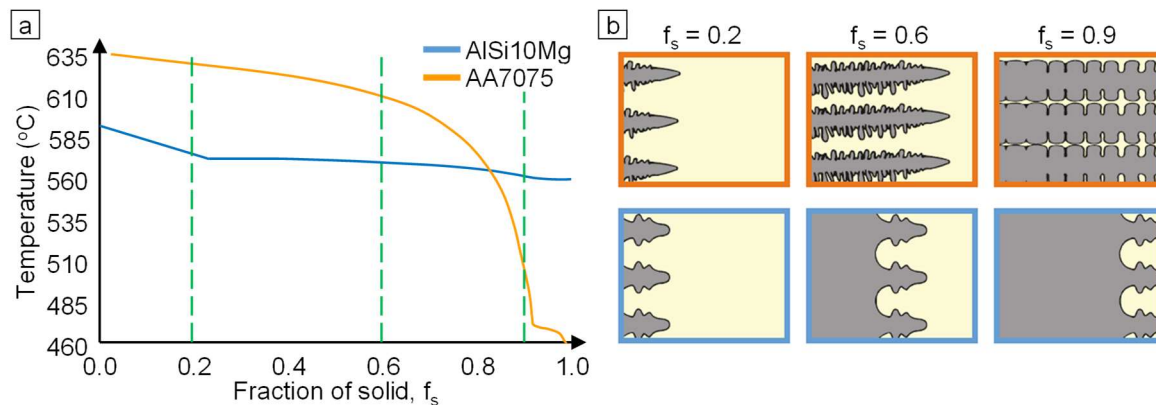 a
AlSi10Mg
AA7075
635
610
585
560
535
510
485
460
Temperature (°C)
0.0 0.2 0.4 0.6 0.8 1.0
Fraction of solid, fs
b
fs = 0.2
fs = 0.6
fs = 0.9